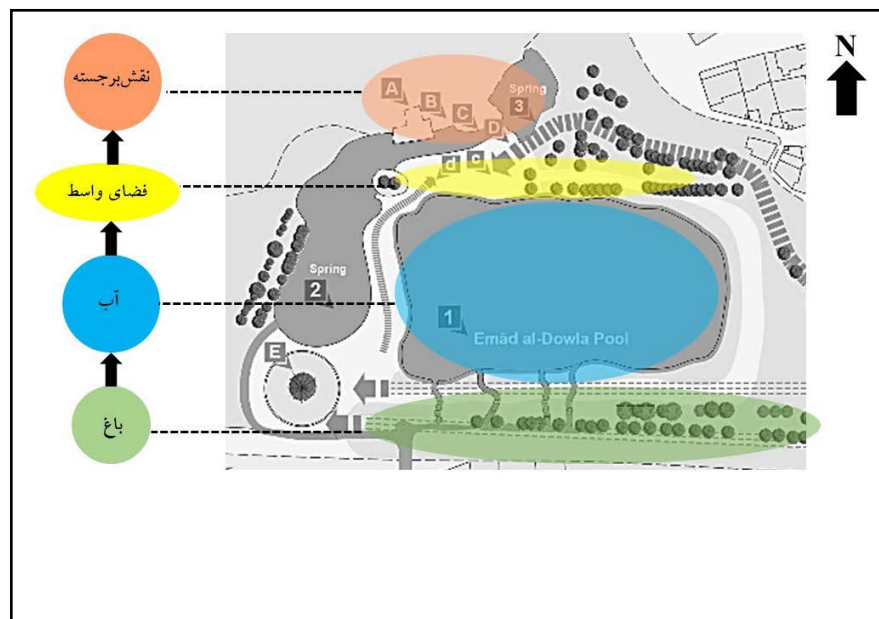 نقش‌برجسته
فضای واسط
آب
باغ
N
A
B
C
D
Spring
3
d
c
Spring
2
1
Emād al-Dowla Pool
E